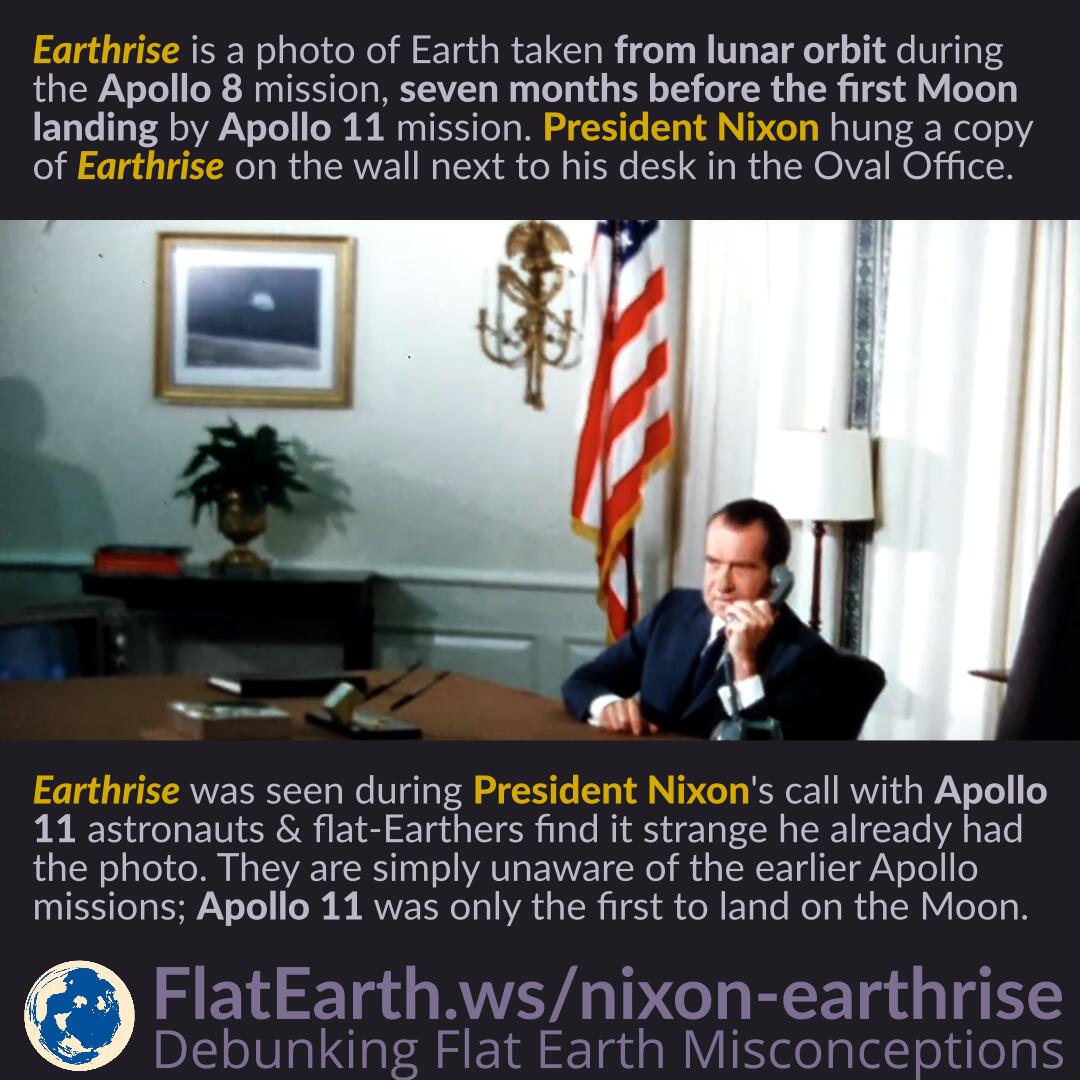 Earthrise is a photo of Earth taken from lunar orbit during
the Apollo 8 mission, seven months before the first Moon
landing by Apollo 11 mission. President Nixon hung a copy
of Earthrise on the wall next to his desk in the Oval Office.
Earthrise was seen during President Nixon's call with Apollo
11 astronauts & flat-Earthers find it strange he already had
the photo. They are simply unaware of the earlier Apollo
missions; Apollo 11 was only the first to land on the Moon.
FlatEarth.ws/nixon-earthrise
Debunking Flat Earth Misconceptions